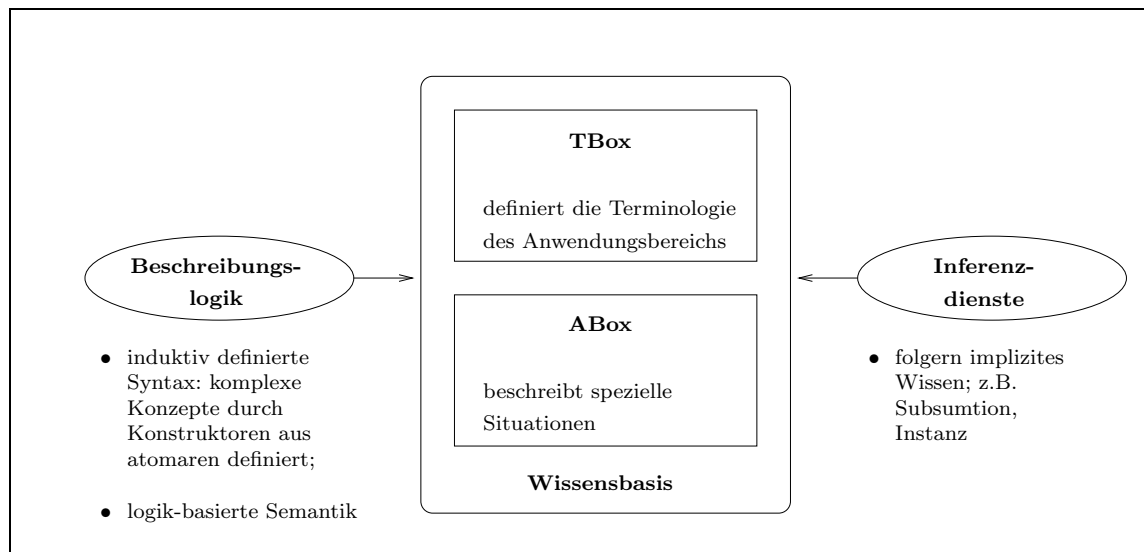 TBox
definiert die Terminologie
des Anwendungsbereichs
Beschreibungs-
logik
Inferenz-
dienste
ABox
beschreibt spezielle
Situationen
Wissensbasis
• induktiv definierte
Syntax: komplexe
Konzepte durch
Konstruktoren aus
atomaren definiert;
• logik-basierte Semantik
• folgern implizites
Wissen; z.B.
Subsumtion,
Instanz